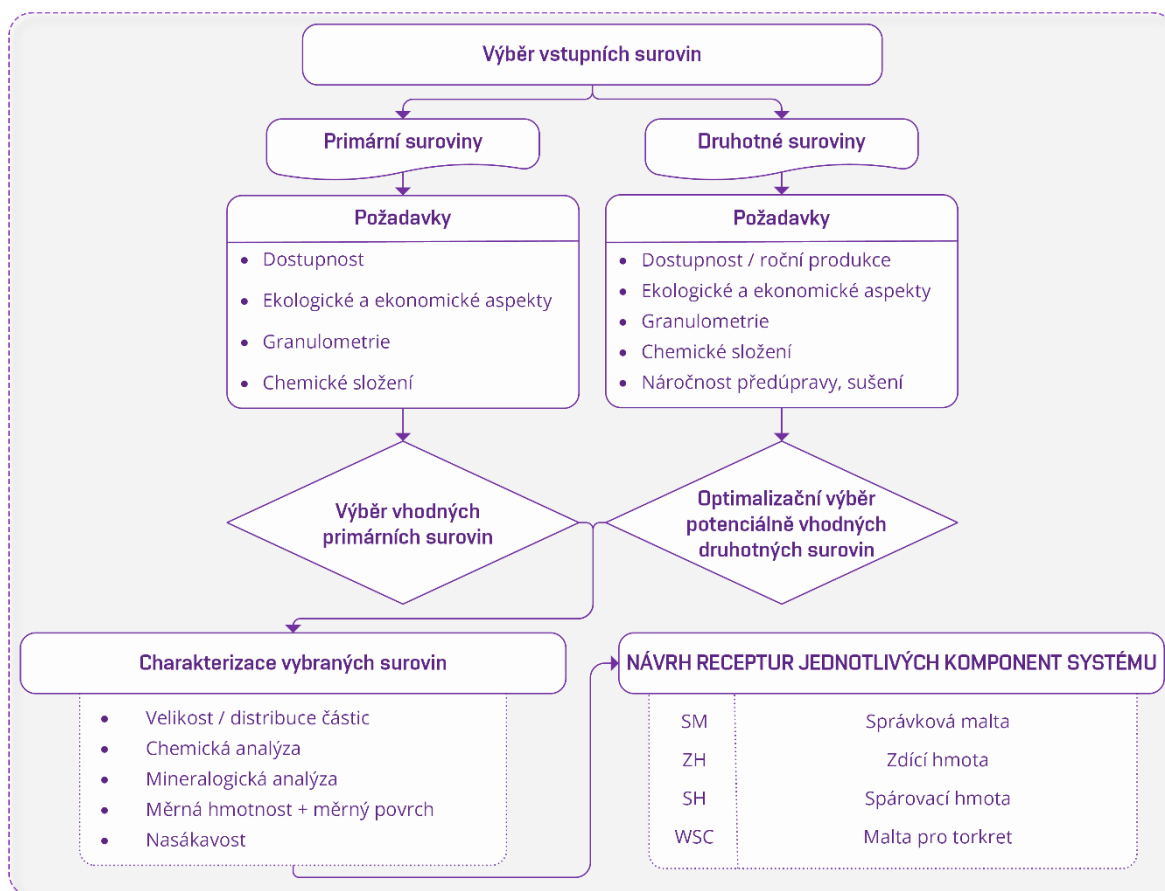 Výběr vstupních surovin
Primární suroviny
Druhotné suroviny
Požadavky
• Dostupnost
• Ekologické a ekonomické aspekty
• Granulometrie
• Chemické složení
Požadavky
• Dostupnost / roční produkce
• Ekologické a ekonomické aspekty
• Granulometrie
• Chemické složení
• Náročnost předúpravy, sušení
Výběr vhodných
primárních surovin
Optimalizační výběr
potenciálně vhodných
druhotných surovin
Charakterizace vybraných surovin
• Velikost / distribuce částic
• Chemická analýza
• Mineralogická analýza
• Měrná hmotnost + měrný povrch
• Nasákavost
NÁVRH RECEPTUR JEDNOTLIVÝCH KOMPONENT SYSTÉMU
SM Správková malta
ZH Zdící hmota
SH Spárovací hmota
WSC Malta pro torkret